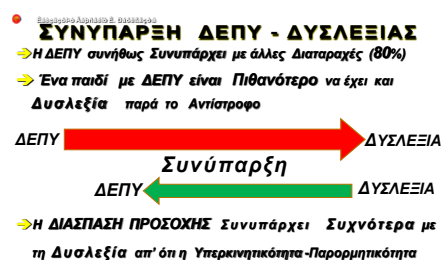 ΣΥΝΥΠΑΡΞΗ ΔΕΠΥ - ΔΥΣΛΕΞΙΑΣ
Η ΔΕΠΥ συνήθως Συνυπάρχει με άλλες Διαταραχές (80%)
Ένα παιδί με ΔΕΠΥ είναι Πιθανότερο να έχει και
Δυσλεξία παρά το Αντίστροφο
ΔΕΠΥ ΔΥΣΛΕΞΙΑ
Συνύπαρξη
ΔΕΠΥ ΔΥΣΛΕΞΙΑ
Η ΔΙΑΣΠΑΣΗ ΠΡΟΣΟΧΗΣ Συνυπάρχει Συχνότερα με
τη Δυσλεξία απ' ότι η Υπερκινητικότητα -Παρορμητικότητα